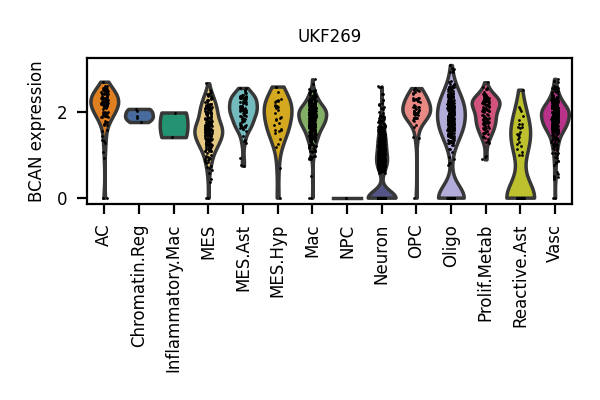 UKF269
BCAN expression
2
0
AC
Chromatin.Reg
Inflammatory.Mac
MES
MES.Ast
MES.Hyp
Mac
NPC
Neuron
OPC
Oligo
Prolif.Metab
Reactive.Ast
Vasc